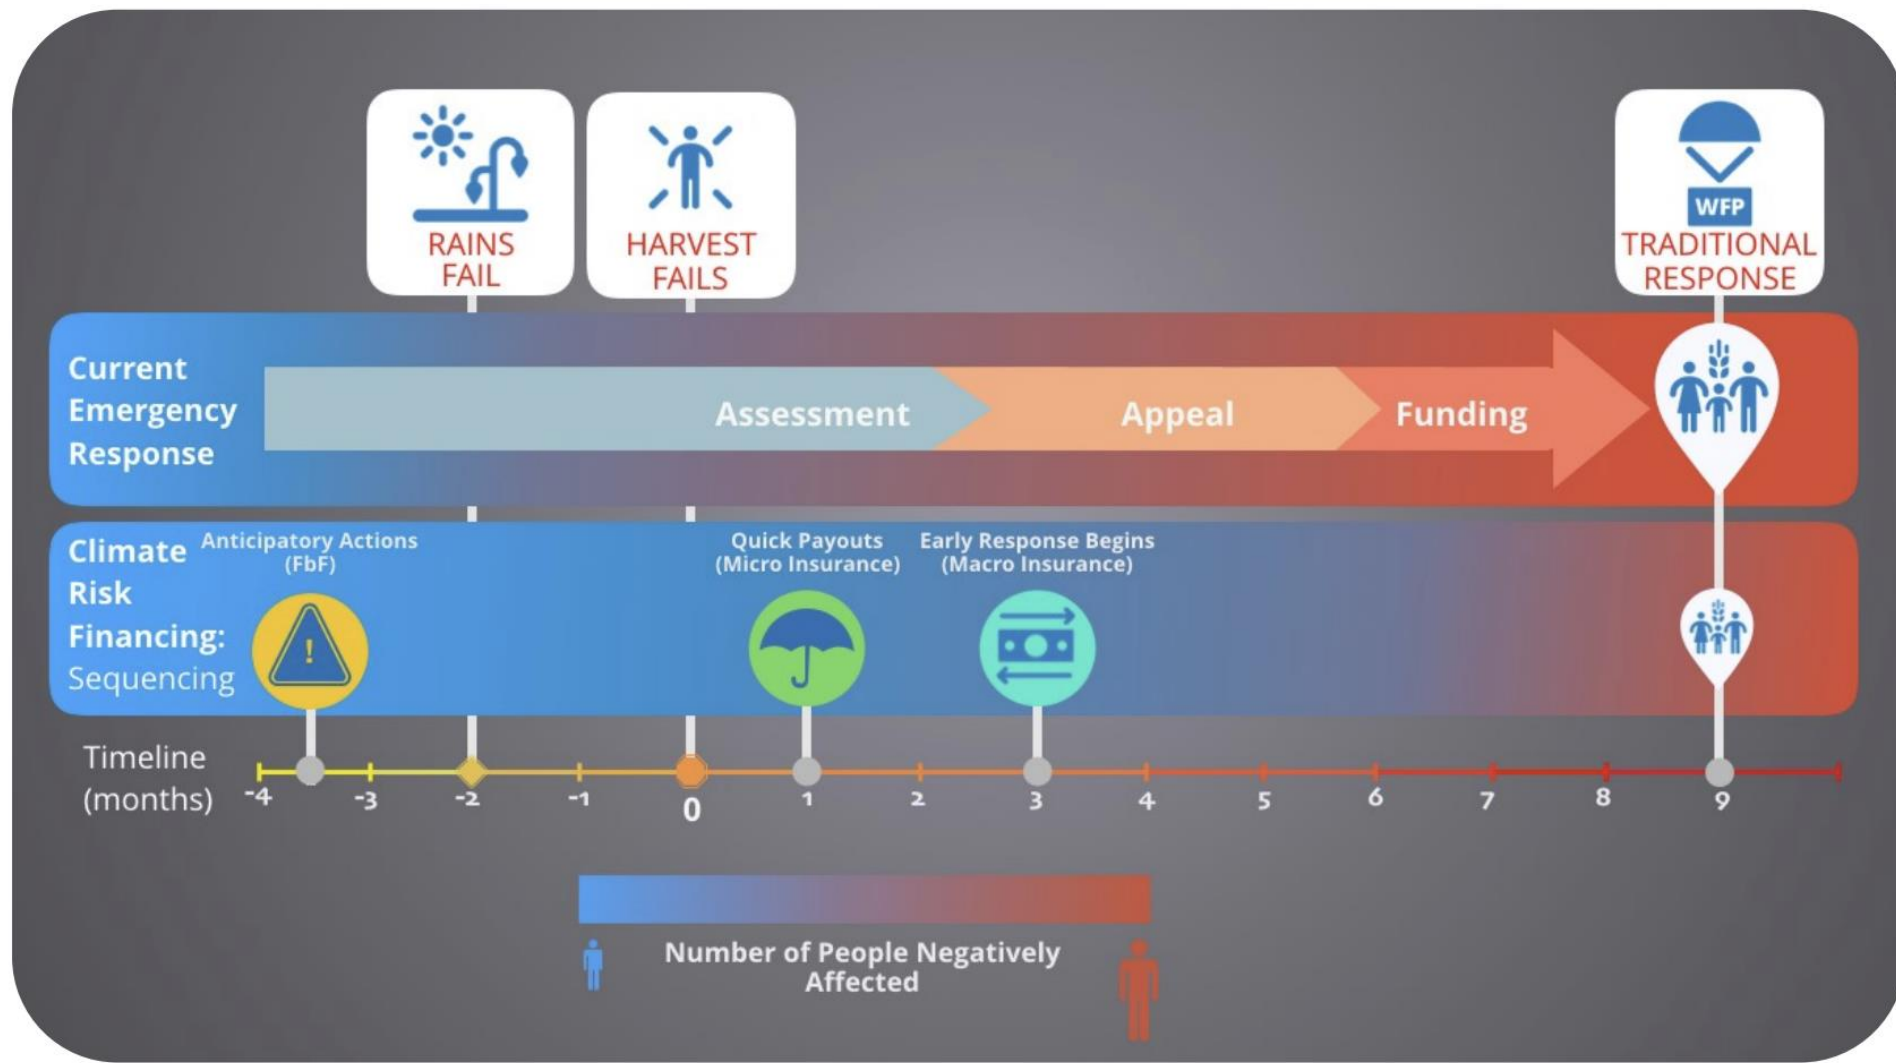 RAINS
FAIL
HARVEST
FAILS
WFP
TRADITIONAL
RESPONSE
Current
Emergency
Response
Assessment
Appeal
Funding
Climate
Risk
Financing:
Sequencing
Anticipatory Actions
(FbF)
!
Quick Payouts
(Micro Insurance)
Early Response Begins
(Macro Insurance)
Timeline
(months)
-4 -3 -2 -1 0 1 2 3 4 5 6 7 8 9
Number of People Negatively
Affected